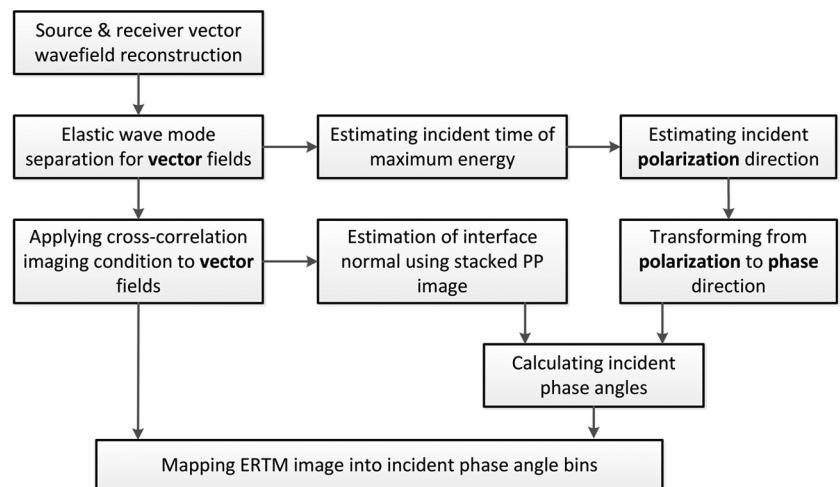 Source & receiver vector
wavefield reconstruction
Elastic wave mode
separation for vector fields
Estimating incident time of
maximum energy
Estimating incident
polarization direction
Applying cross-correlation
imaging condition to vector
fields
Estimation of interface
normal using stacked PP
image
Transforming from
polarization to phase
direction
Calculating incident
phase angles
Mapping ERTM image into incident phase angle bins